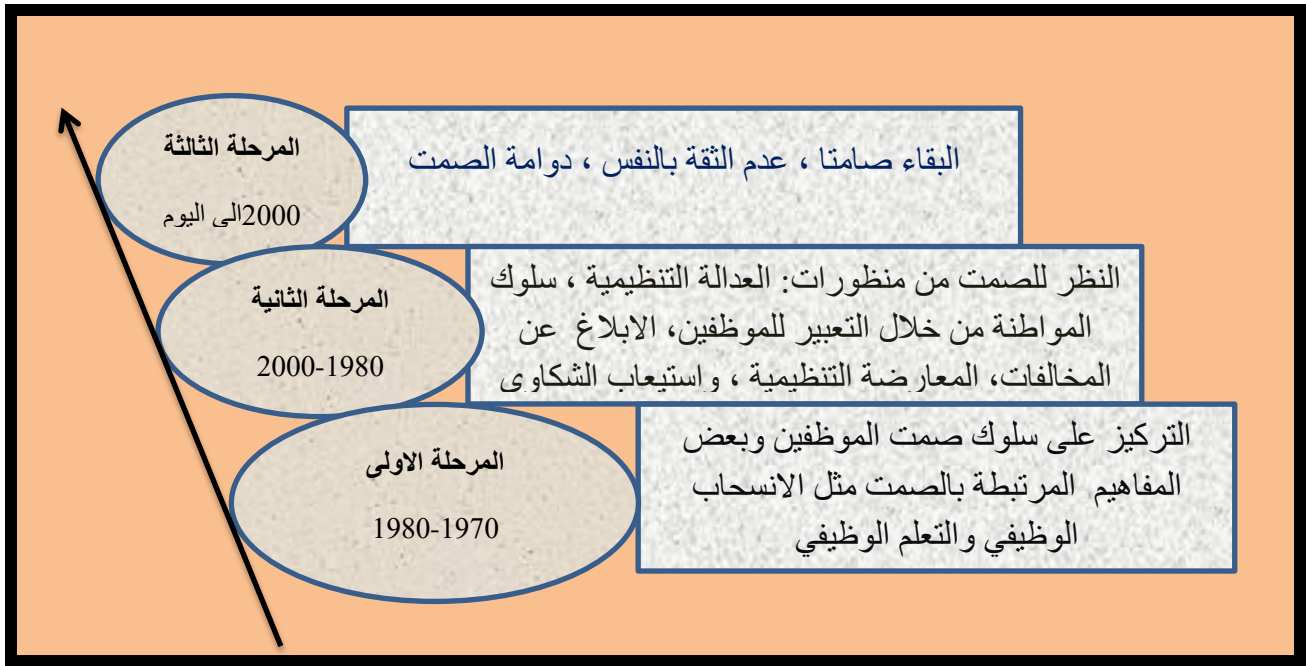 المرحلة الثالثة
2000الى اليوم
البقاء صامتا ، عدم الثقة بالنفس ، دوامة الصمت
المرحلة الثانية
2000-1980
النظر للصمت من منظورات: العدالة التنظيمية ، سلوك
المواطنة من خلال التعبير للموظفين، الابلاغ عن
المخالفات، المعارضة التنظيمية ، واستيعاب الشكاوى
المرحلة الاولى
1980-1970
التركيز على سلوك صمت الموظفين وبعض
المفاهيم المرتبطة بالصمت مثل الانسحاب
الوظيفي والتعلم الوظيفي